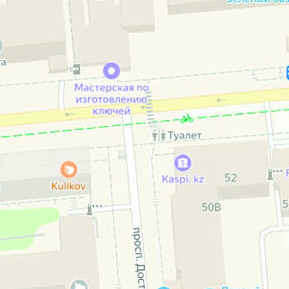 Мастерская по
изготовлению
ключей
Туалет
Kulikov
Kaspi. kz
52
50В
просп. Дост